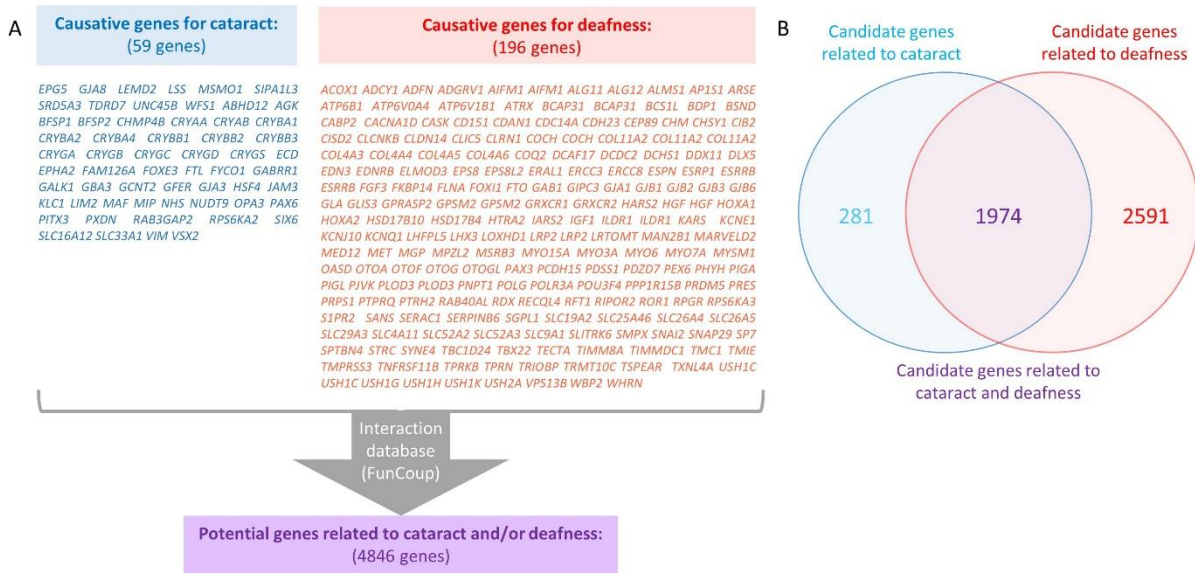 A
Causative genes for cataract:
(59 genes)
EPG5 GJA8 LEMD2 LSS MSMO1 SIPA1L3
SRD5A3 TDRD7 UNC45B WFS1 ABHD12 AGK
BFSP1 BFSP2 CHMP4B CRYAA CRYAB CRYBA1
CRYBA2 CRYBA4 CRYBB1 CRYBB2 CRYBB3
CRYGA CRYGB CRYGC CRYGD CRYGS ECD
EPHA2 FAM126A FOXE3 FTL FYCO1 GABRR1
GALK1 GBA3 GCNT2 GFER GJA3 HSF4 JAM3
KLC1 LIM2 MAF MIP NHS NUDT9 OPA3 PAX6
PITX3 PXDN RAB3GAP2 RPS6KA2 SIX6
SLC16A12 SLC33A1 VIM VSX2
Causative genes for deafness:
(196 genes)
ACOX1 ADCY1 ADFN ADGRV1 AIFM1 AIFM1 ALG11 ALG12 ALMS1 AP1S1 ARSE
ATP6B1 ATP6V0A4 ATP6V1B1 ATRX BCAP31 BCAP31 BCS1L BDP1 BSND
CABP2 CACNA1D CASK CD151 CDAN1 CDC14A CDH23 CEP89 CHM CHSY1 CIB2
CISD2 CLCNKB CLDN14 CLIC5 CLRN1 COCH COCH COL11A2 COL11A2 COL11A2
COL4A3 COL4A4 COL4A5 COL4A6 COQ2 DCAF17 DCDC2 DCHS1 DDX11 DLX5
EDN3 EDNRB ELMOD3 EPS8 EPS8L2 ERAL1 ERCC3 ERCC8 ESPN ESRP1 ESRRB
ESRRB FGF3 FKBP14 FLNA FOXI1 FTO GAB1 GIPC3 GJA1 GJB1 GJB2 GJB3 GJB6
GLA GLIS3 GPRASP2 GPSM2 GPSM2 GRXCR1 GRXCR2 HARS2 HGF HGF HOXA1
HOXA2 HSD17B10 HSD17B4 HTRA2 IARS2 IGF1 ILDR1 ILDR1 KARS KCNE1
KCNJ10 KCNQ1 LHFPL5 LHX3 LOXHD1 LRP2 LRP2 LRTOMT MAN2B1 MARVELD2
MED12 MET MGP MPZL2 MSRB3 MYO15A MYO3A MYO6 MYO7A MYSM1
OASD OTOA OTOF OTOG OTOGL PAX3 PCDH15 PDSS1 PDZD7 PEX6 PHYH PIGA
PIGL PJVK PLOD3 PLOD3 PNPT1 POLG POLR3A POU3F4 PPP1R15B PRDM5 PRES
PRPS1 PTPRQ PTRH2 RAB40AL RDX RECQL4 RFT1 RIPOR2 ROR1 RPGR RPS6KA3
S1PR2 SANS SERAC1 SERPINB6 SGPL1 SLC19A2 SLC25A46 SLC26A4 SLC26A5
SLC29A3 SLC4A11 SLC52A2 SLC52A3 SLC9A1 SLITRK6 SMPX SNAI2 SNAP29 SP7
SPTBN4 STRC SYNE4 TBC1D24 TBX22 TECTA TIMM8A TIMMDC1 TMC1 TMIE
TMPRSS3 TNFRSF11B TPRKB TPRN TRIOBP TRMT10C TSPEAR TXNL4A USH1C
USH1C USH1G USH1H USH1K USH2A VPS13B WBP2 WHRN
Interaction
database
(FunCoup)
Potential genes related to cataract and/or deafness:
(4846 genes)
B
Candidate genes
related to cataract
Candidate genes
related to deafness
281
1974
2591
Candidate genes related to
cataract and deafness